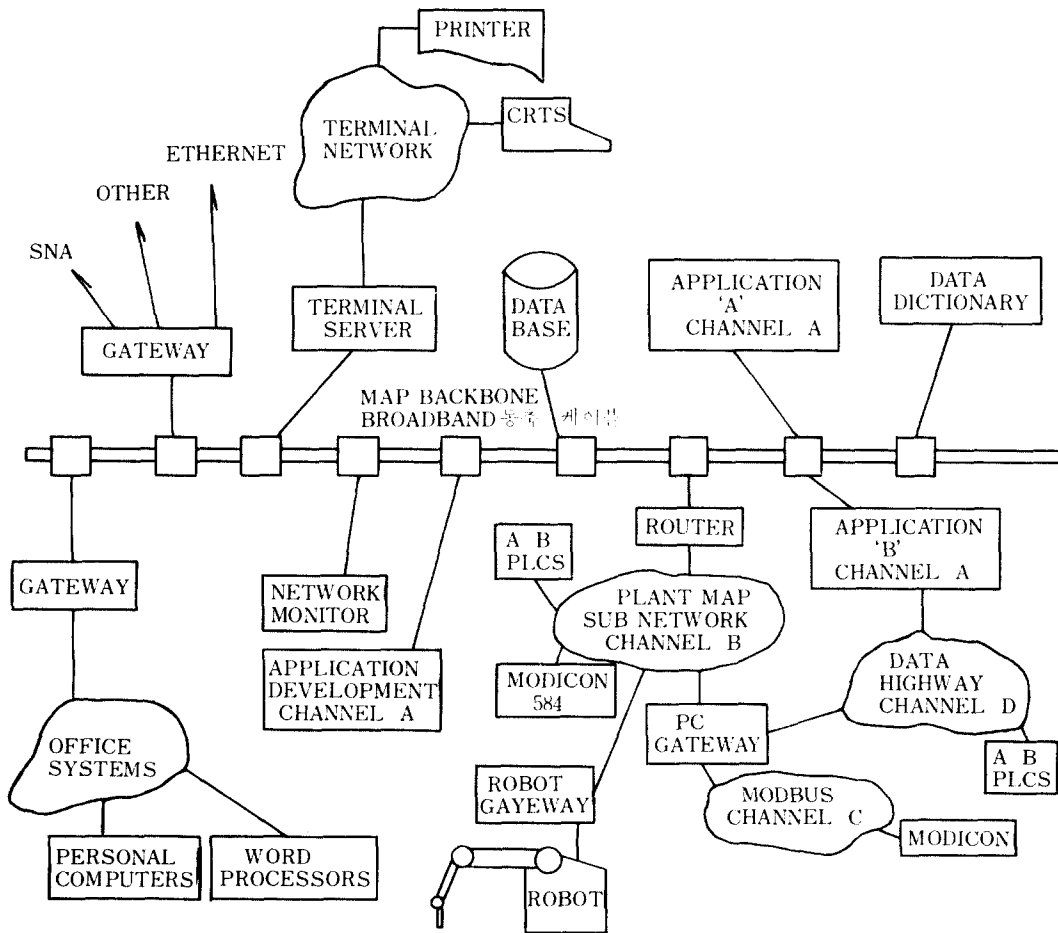 PRINTER
TERMINAL
NETWORK
CRTS
ETHERNET
OTHER
SNA
GATEWAY
TERMINAL
SERVER
DATA
BASE
APPLICATION
'A'
CHANNEL A
DATA
DICTIONARY
MAP BACKBONE
BROADBAND 동축 케이블
GATEWAY
NETWORK
MONITOR
APPLICATION
DEVELOPMENT
CHANNEL A
A B
PLCS
ROUTER
APPLICATION
'B'
CHANNEL A
PLANT MAP
SUB NETWORK
CHANNEL B
MODICON
584
PC
GATEWAY
DATA
HIGHWAY
CHANNEL D
A B
PLCS
OFFICE
SYSTEMS
ROBOT
GAYEWAY
MODBUS
CHANNEL C
MODICON
PERSONAL
COMPUTERS
WORD
PROCESSORS
ROBOT